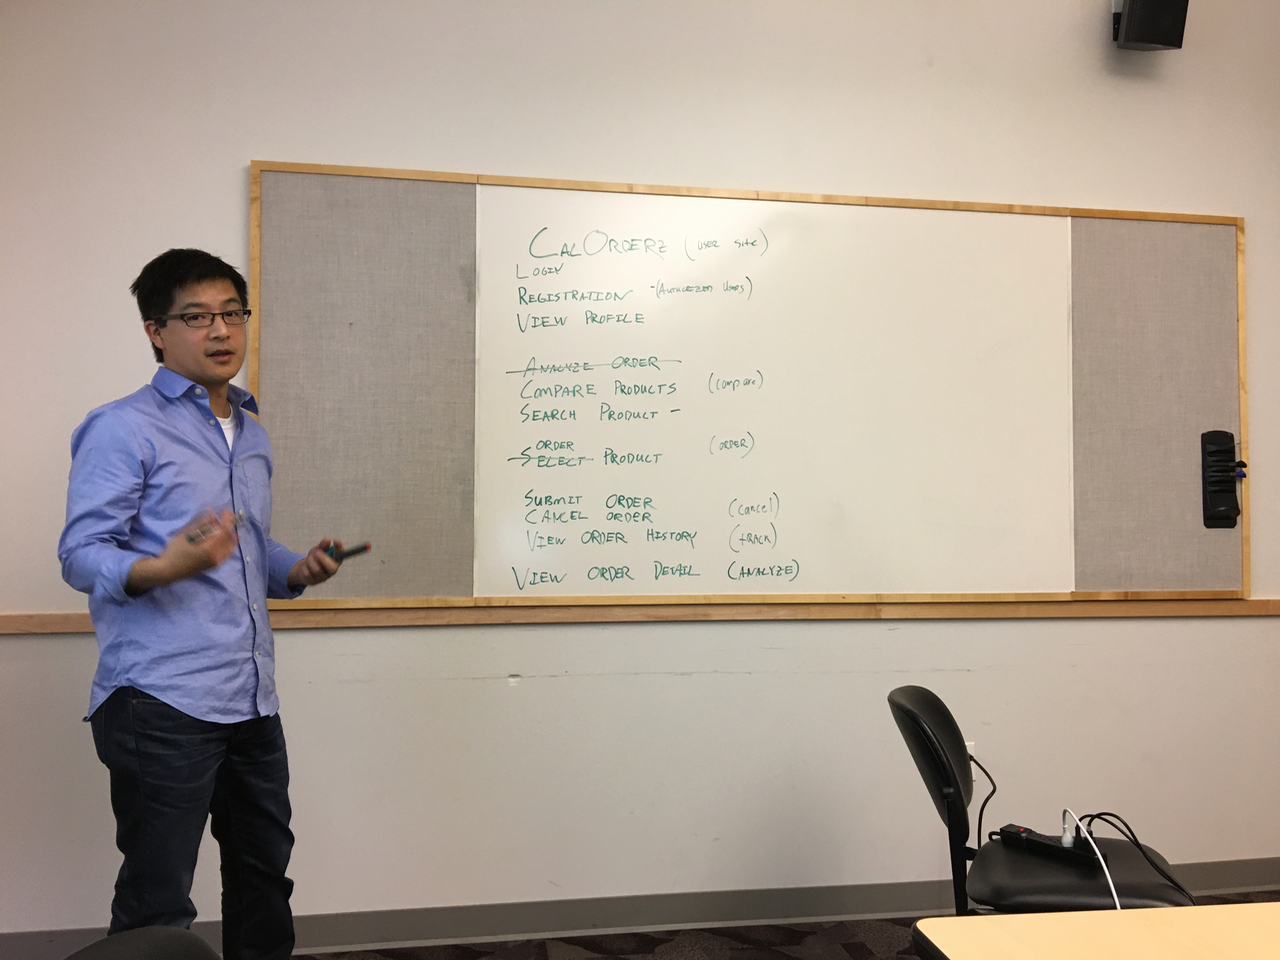 CalOrderz (user site)
Login
Registration -(Authorized Users)
View Profile
Analyze Order
Compare Products (compare)
Search Product -
Order
Select Product (order)
Submit Order
Cancel Order (cancel)
View Order History (track)
View Order Detail (Analyze)